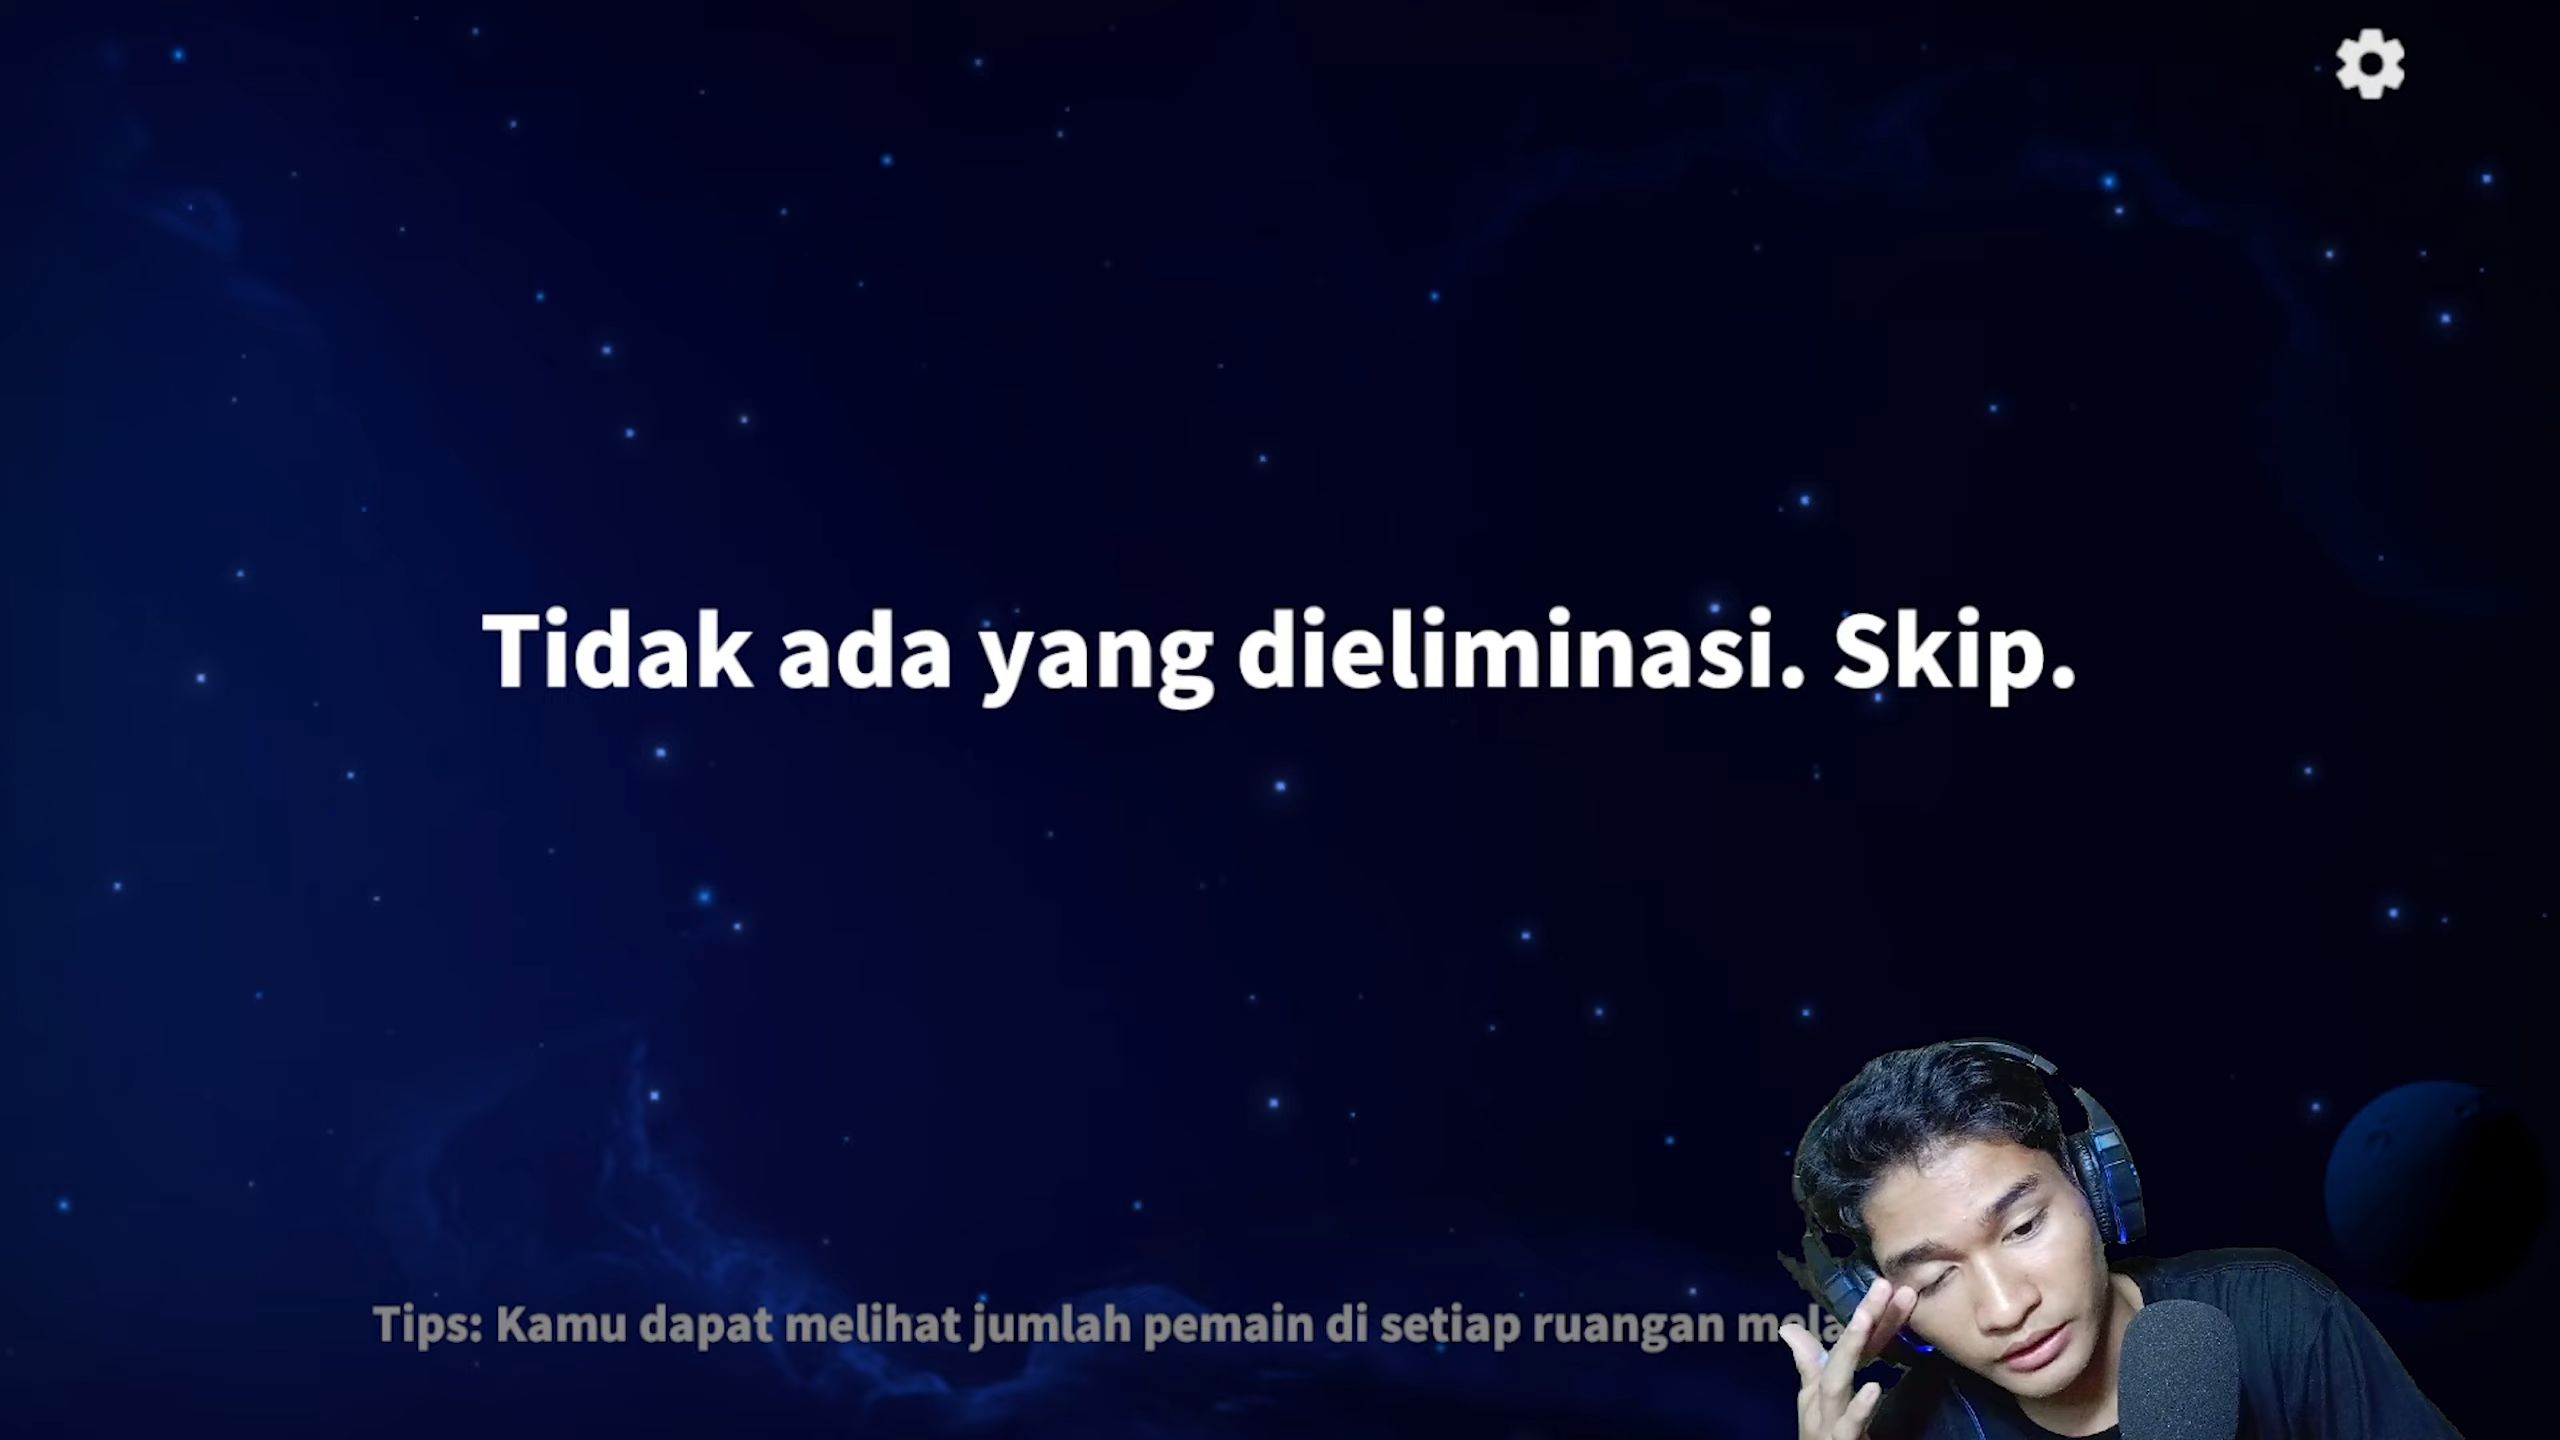 Tidak ada yang dieliminasi. Skip.
Tips: Kamu dapat melihat jumlah pemain di setiap ruangan